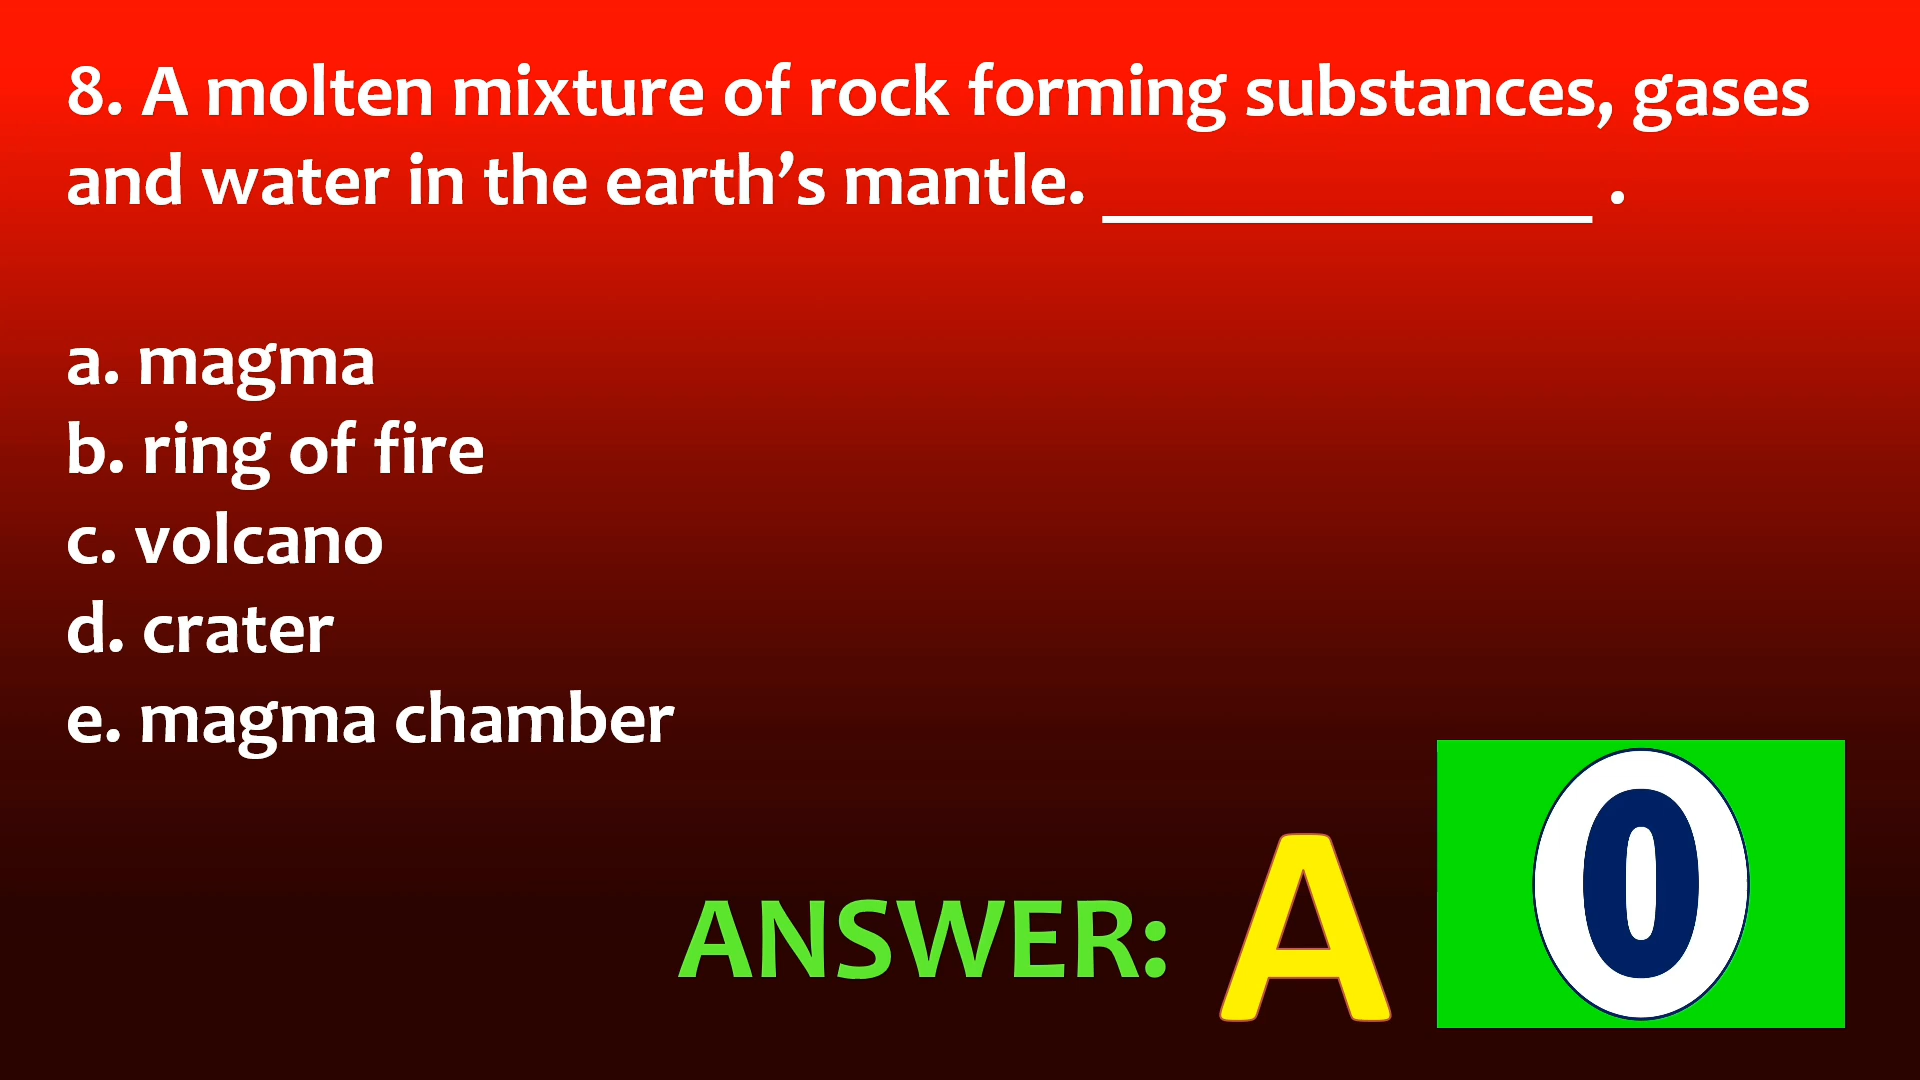 8. A molten mixture of rock forming substances, gases
and water in the earth’s mantle. ______________ .
a. magma
b. ring of fire
c. volcano
d. crater
e. magma chamber
ANSWER: A
0